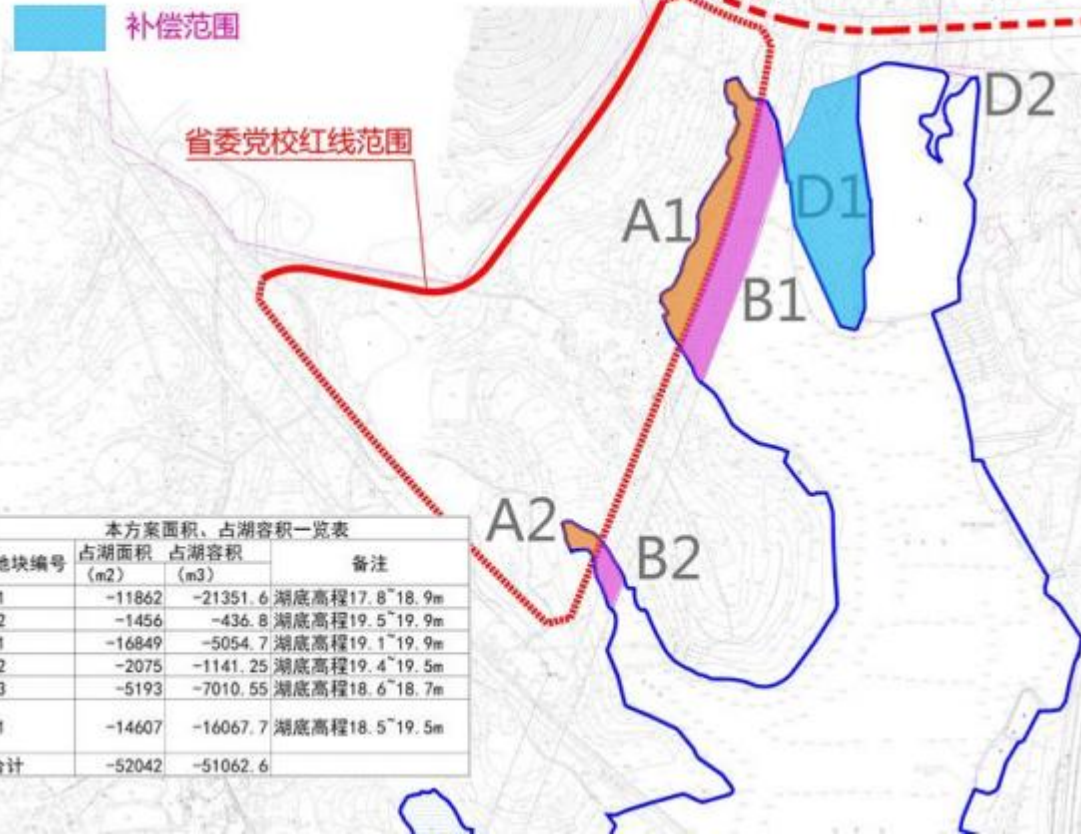 补偿范围
省委党校红线范围
D2
A1
D1
B1
A2
B2
本方案面积、占湖容积一览表
地块编号 占湖面积（m2） 占湖容积（m3） 备注
1 -11862 -21351.6 湖底高程17.8~18.9m
2 -1456 -436.8 湖底高程19.5~19.9m
1 -16849 -5054.7 湖底高程19.1~19.9m
2 -2075 -1141.25 湖底高程19.4~19.5m
3 -5193 -7010.55 湖底高程18.6~18.7m
1 -14607 -16067.7 湖底高程18.5~19.5m
合计 -52042 -51062.6